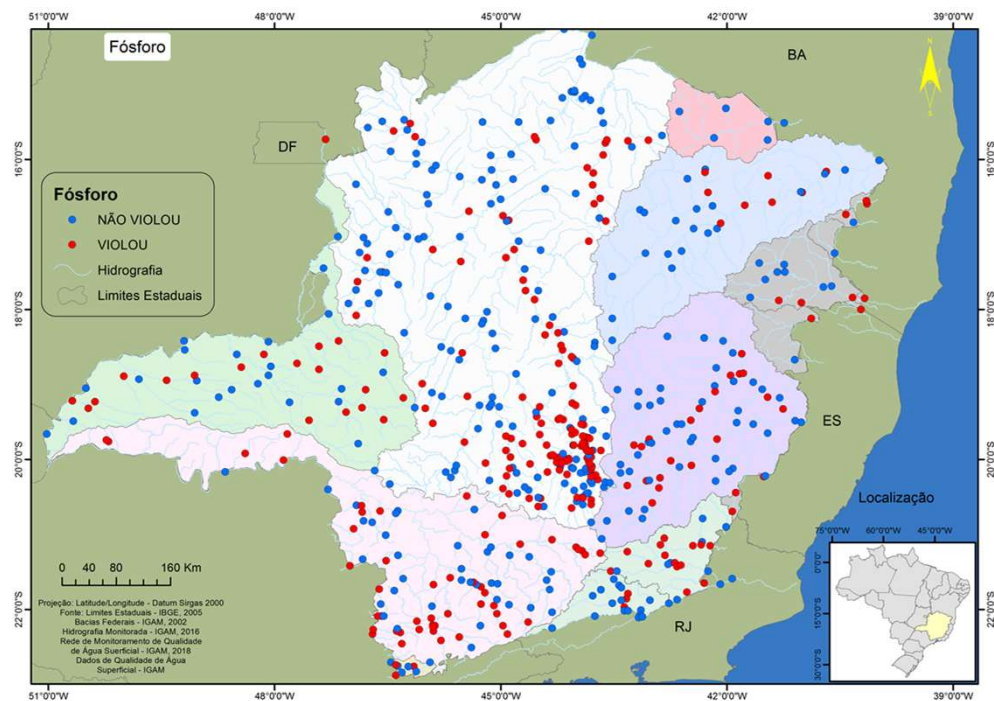 51°0'0"W 48°0'0"W 45°0'0"W 42°0'0"W 39°0'0"W
Fósforo
BA
N
S
DF
16°0'0"S
16°0'0"S
Fósforo
NÃO VIOLOU
VIOLOU
Hidrografia
Limites Estaduais
18°0'0"S
18°0'0"S
ES
20°0'0"S
20°0'0"S
Localização
75°0'0"W 60°0'0"W 45°0'0"W
0°0'0"
15°0'0"S
30°0'0"S
0 40 80 160 Km
Projeção: Latitude/Longitude - Datum Sirgas 2000
Fonte: Limites Estaduais - IBGE, 2005
Bacias Federais - IGAM, 2002
Hidrografia Monitorada - IGAM, 2016
Rede de Monitoramento de Qualidade
de Água Suerficial - IGAM, 2018
Dados de Qualidade de Água
Superficial - IGAM
22°0'0"S
22°0'0"S
RJ
51°0'0"W 48°0'0"W 45°0'0"W 42°0'0"W 39°0'0"W